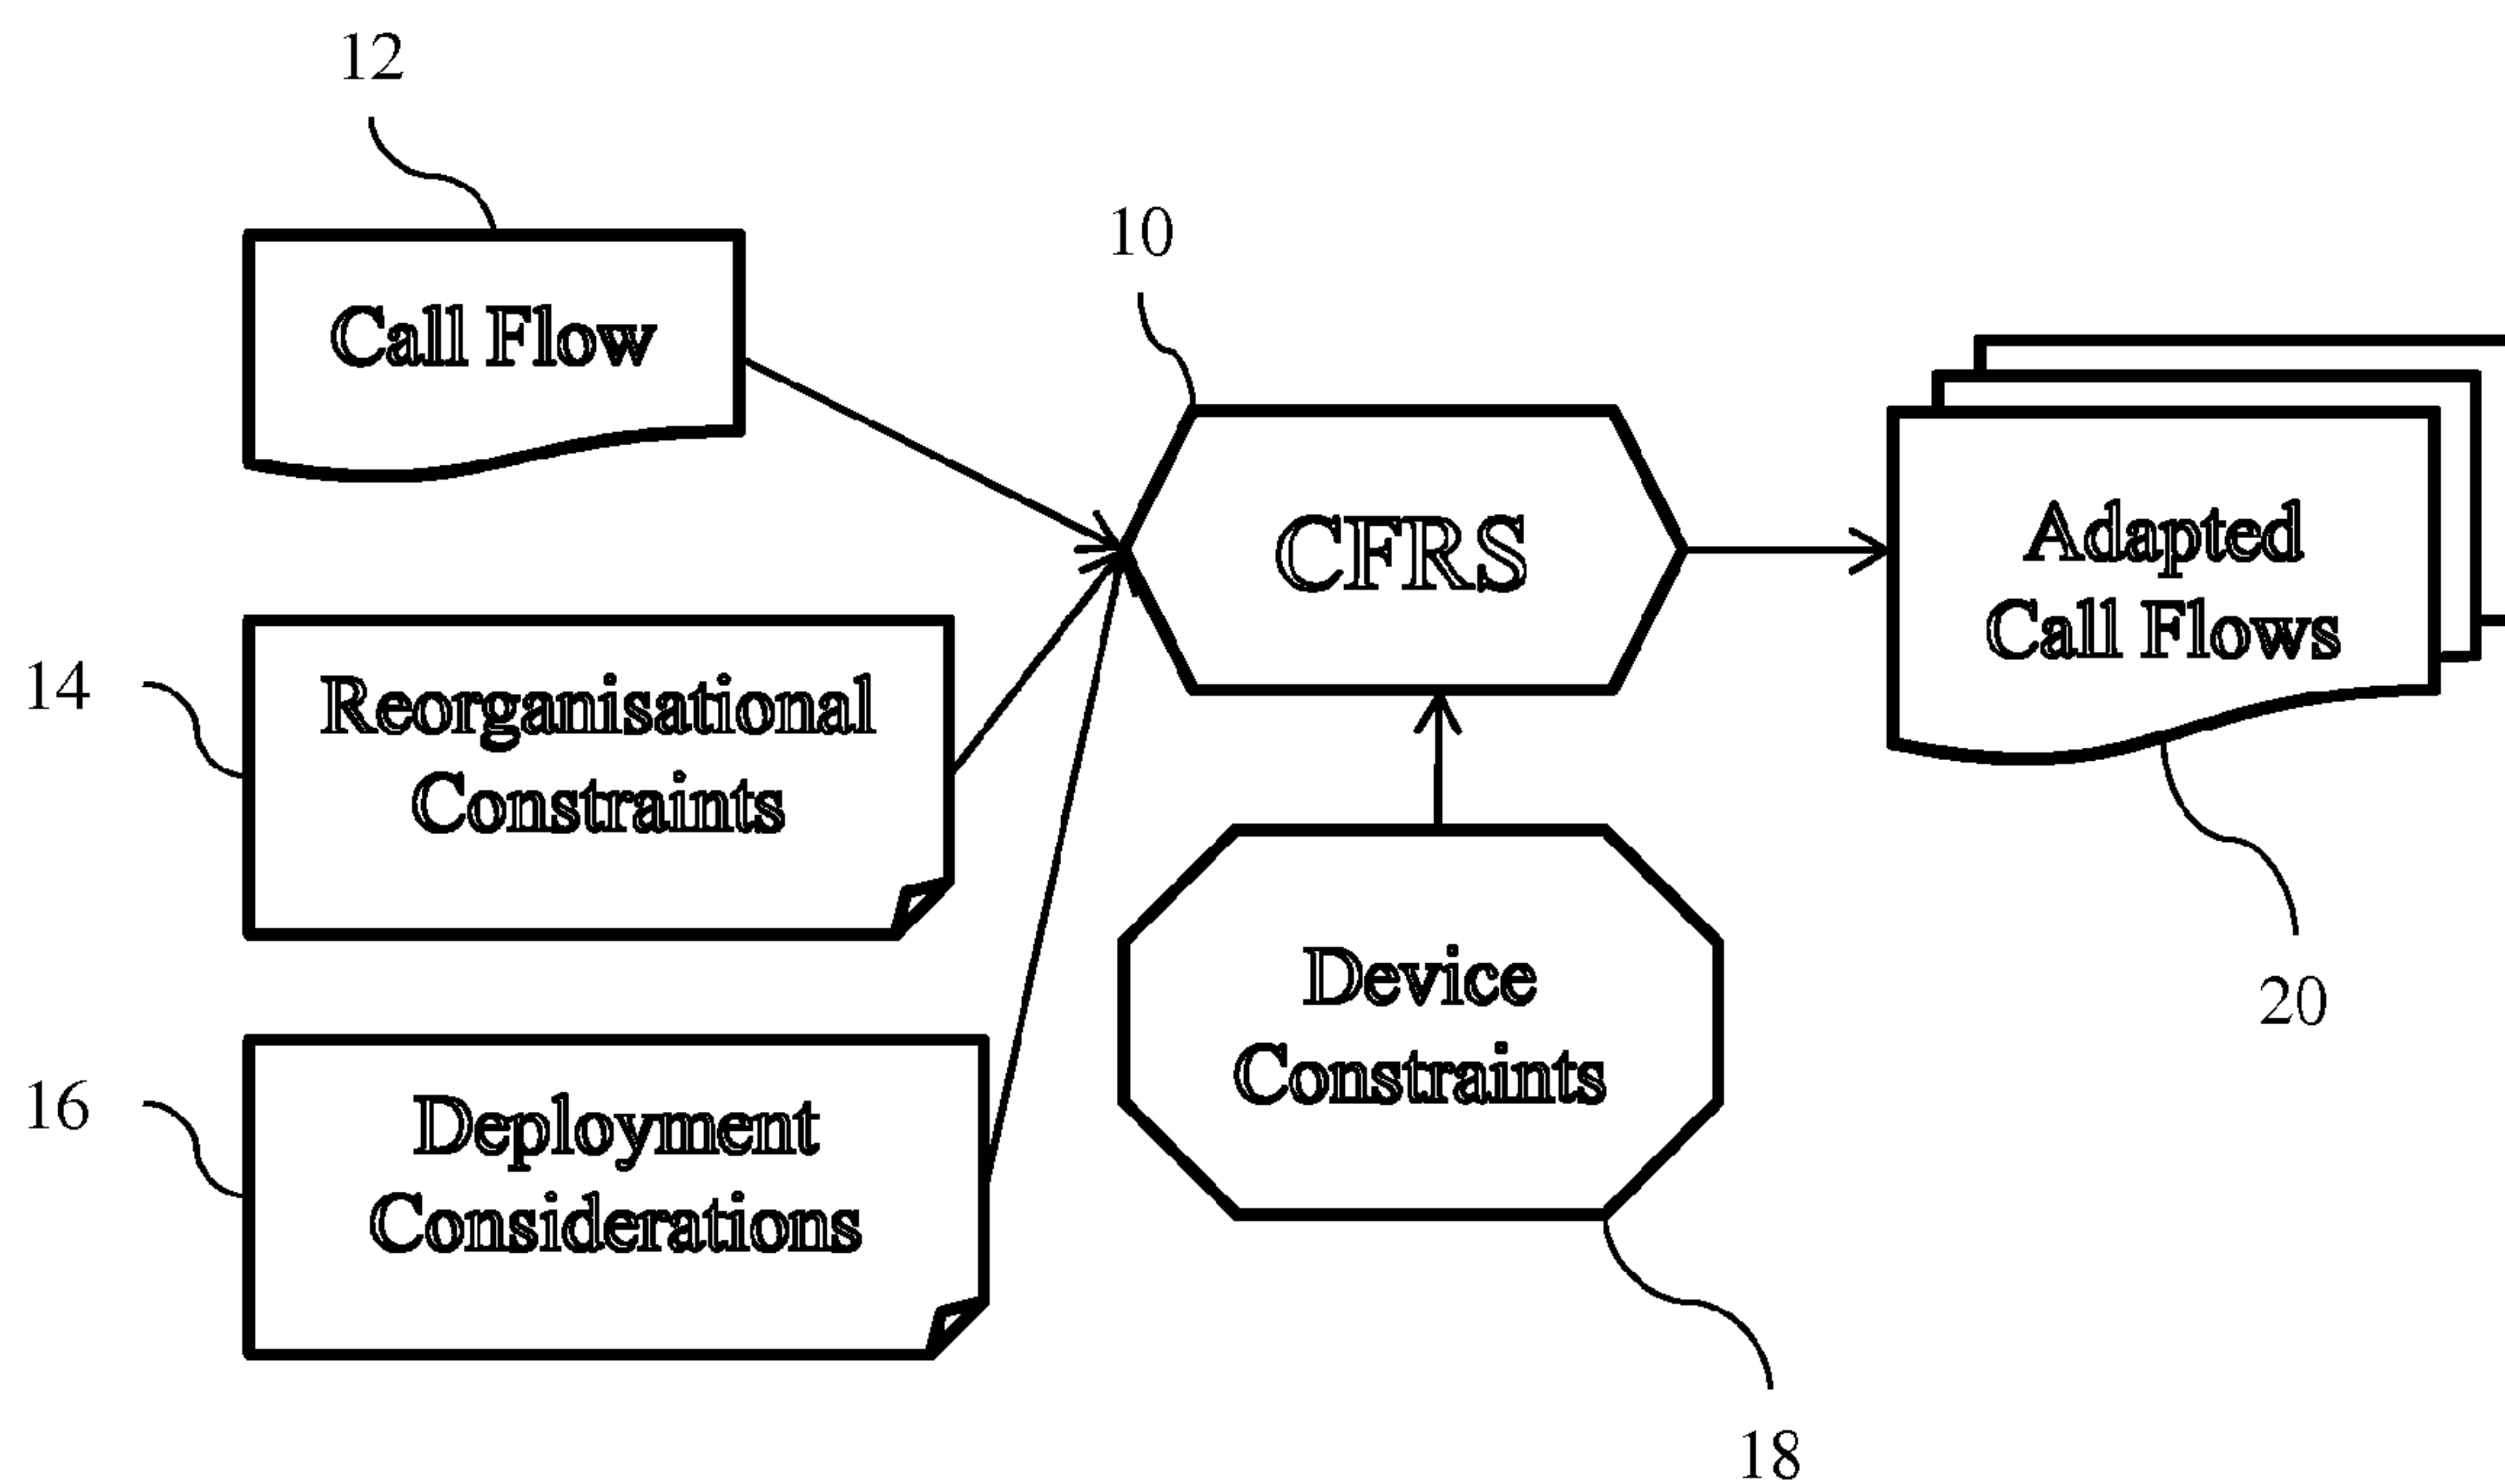 12
10
Call Flow
CFRS
Adapted
Call Flows
14
Reorganisational
Constraints
Device
Constraints
20
16
Deployment
Considerations
18